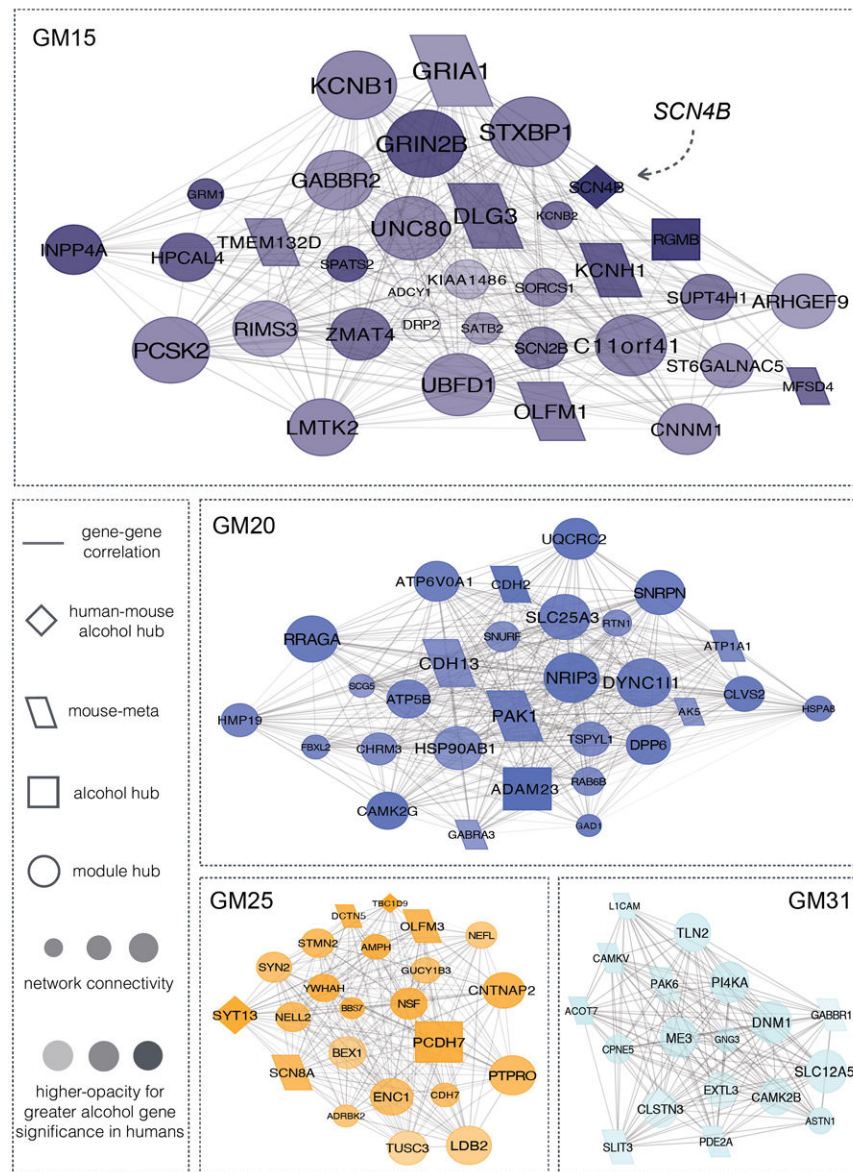 GM15
GRIA1
KCNB1
SCN4B
STXBP1
GRIN2B
GABBR2
SCN4B
GRM1
DLG3
KCNB2
UNC80
RGMB
INPP4A
TMEM132D
HPCAL4
SPATS2
KIAA1486
KCNH1
ADCY1
SORCS1
SUPT4H1
ARHGEF9
RIMS3
ZMAT4
DRP2
SATB2
PCSK2
SCN2B
C11orf41
ST6GALNAC5
UBFD1
MFSD4
OLFM1
LMTK2
CNNM1
gene-gene
correlation
human-mouse
alcohol hub
mouse-meta
alcohol hub
module hub
network connectivity
higher-opacity for
greater alcohol gene
significance in humans
GM20
UQCRC2
ATP6V0A1
CDH2
SNRPN
SLC25A3
RTN1
RRAGA
SNURF
ATP1A1
CDH13
NRIP3
DYNC1I1
SCG5
CLVS2
ATP5B
AK5
HSPA8
HMP19
PAK1
FBXL2
CHRM3
HSP90AB1
TSPYL1
DPP6
ADAM23
RAB6B
CAMK2G
GABRA3
GAD1
GM25
TBC1D9
DCTN5
OLFM3
STMN2
AMPH
NEFL
SYN2
GUCY1B3
YWHAH
CNTNAP2
BBS7
NSF
SYT13
NELL2
PCDH7
BEX1
SCN8A
PTPRO
ENC1
CDH7
ADRBK2
TUSC3
LDB2
GM31
L1CAM
TLN2
CAMKV
PAK6
PI4KA
ACOT7
GABBR1
DNM1
ME3
GNG3
CPNE5
SLC12A5
EXTL3
CLSTN3
CAMK2B
ASTN1
SLIT3
PDE2A